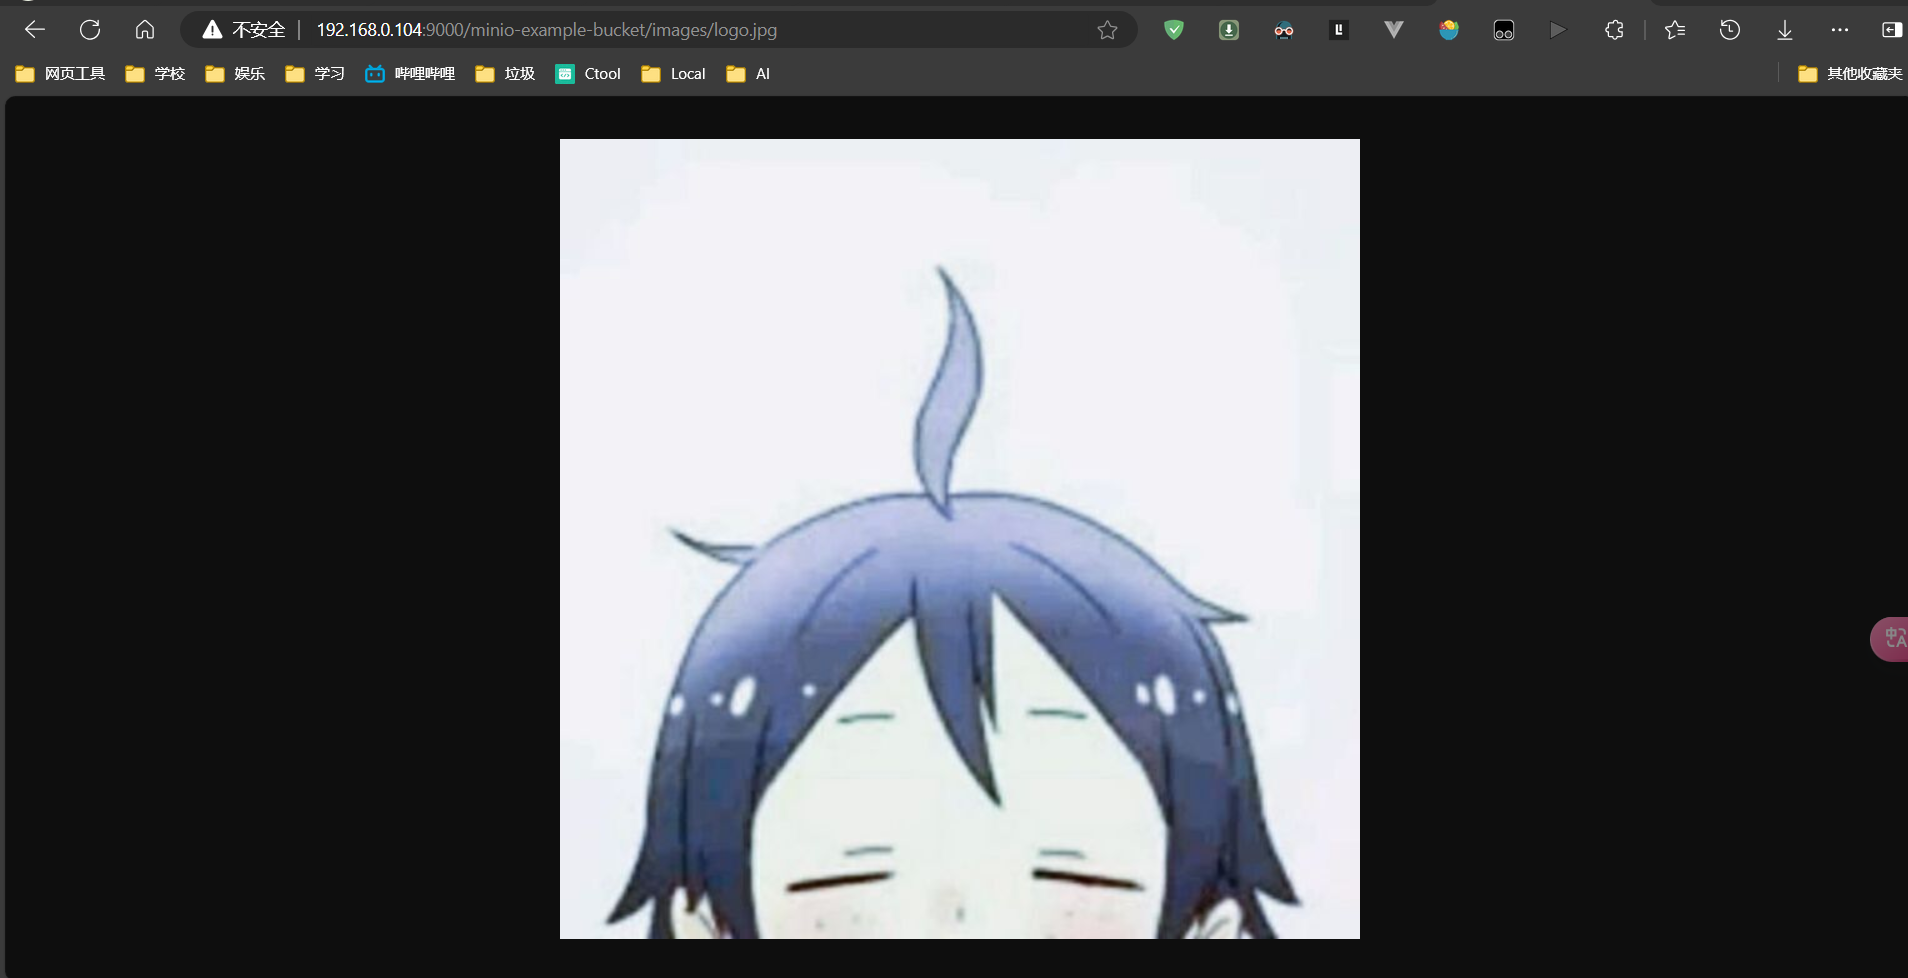 不安全 192.168.0.104:9000/minio-example-bucket/images/logo.jpg
网页工具 学校 娱乐 学习 哔哩哔哩 垃圾 Ctool Local AI 其他收藏夹